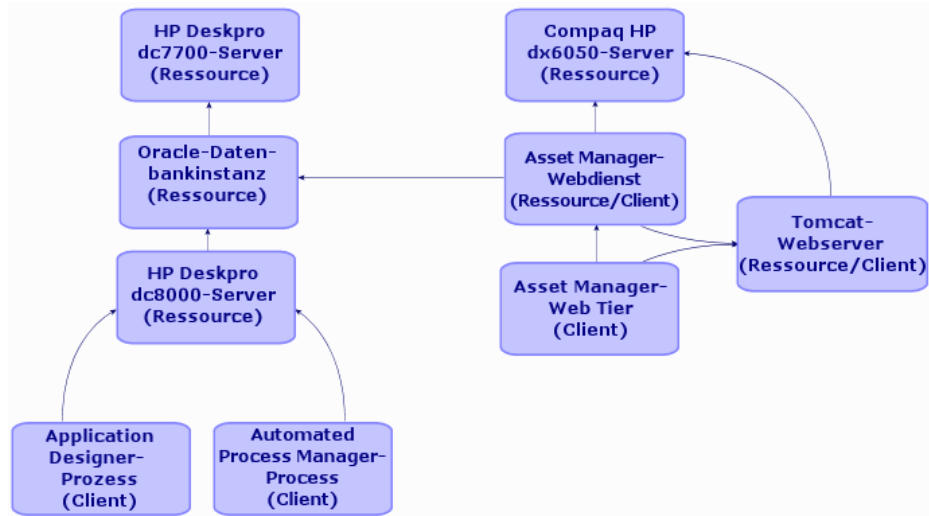 HP Deskpro
dc7700-Server
(Ressource)
Compaq HP
dx6050-Server
(Ressource)
Oracle-Daten-
bankinstanz
(Ressource)
Asset Manager-
Webdienst
(Ressource/Client)
Tomcat-
Webserver
(Ressource/Client)
HP Deskpro
dc8000-Server
(Ressource)
Asset Manager-
Web Tier
(Client)
Application
Designer-
Prozess
(Client)
Automated
Process Manager-
Process
(Client)